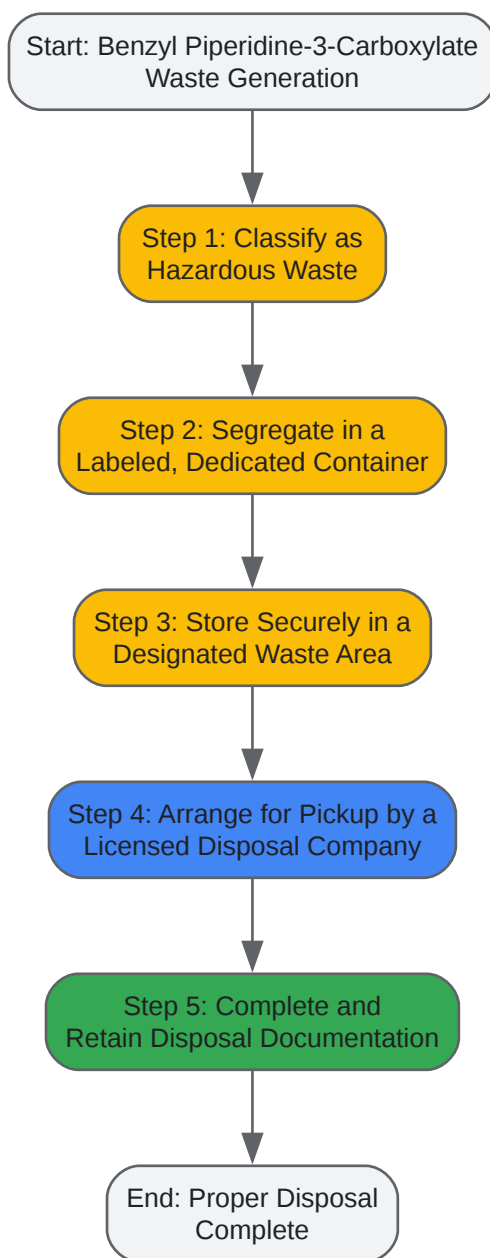 Start: Benzyl Piperidine-3-Carboxylate
Waste Generation
Step 1: Classify as
Hazardous Waste
Step 2: Segregate in a
Labeled, Dedicated Container
Step 3: Store Securely in a
Designated Waste Area
Step 4: Arrange for Pickup by a
Licensed Disposal Company
Step 5: Complete and
Retain Disposal Documentation
End: Proper Disposal
Complete